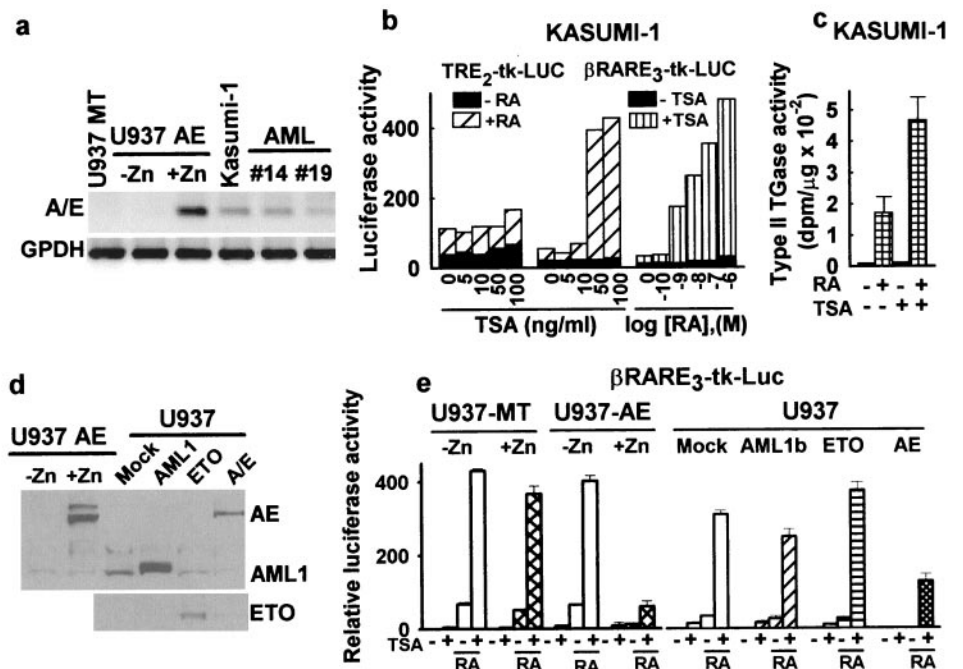 a
U937 MT
U937 AE
-Zn +Zn
Kasumi-1
AML
#14 #19
A/E
GPDH
b
KASUMI-1
TRE2-tk-LUC
- RA
+RA
βRARE3-tk-LUC
- TSA
+TSA
Luciferase activity
400
200
0
0 5 10 50 100
0 5 10 50 100
0 -10 -9 -8 -7 -6
TSA (ng/ml)
log [RA],(M)
c
KASUMI-1
Type II TGase activity
(dpm/μg x 10-2)
5
4
3
2
1
0
RA - + - +
TSA - - + +
d
U937 AE
-Zn +Zn
U937
Mock AML1 ETO A/E
AE
AML1
ETO
e
βRARE3-tk-Luc
U937-MT
-Zn +Zn
U937-AE
-Zn +Zn
U937
Mock AML1b ETO AE
Relative luciferase activity
400
200
0
TSA - + - + - + - + - + - + - + - + - + - + - + - + - + - + - + - +
RA RA RA RA RA RA RA RA